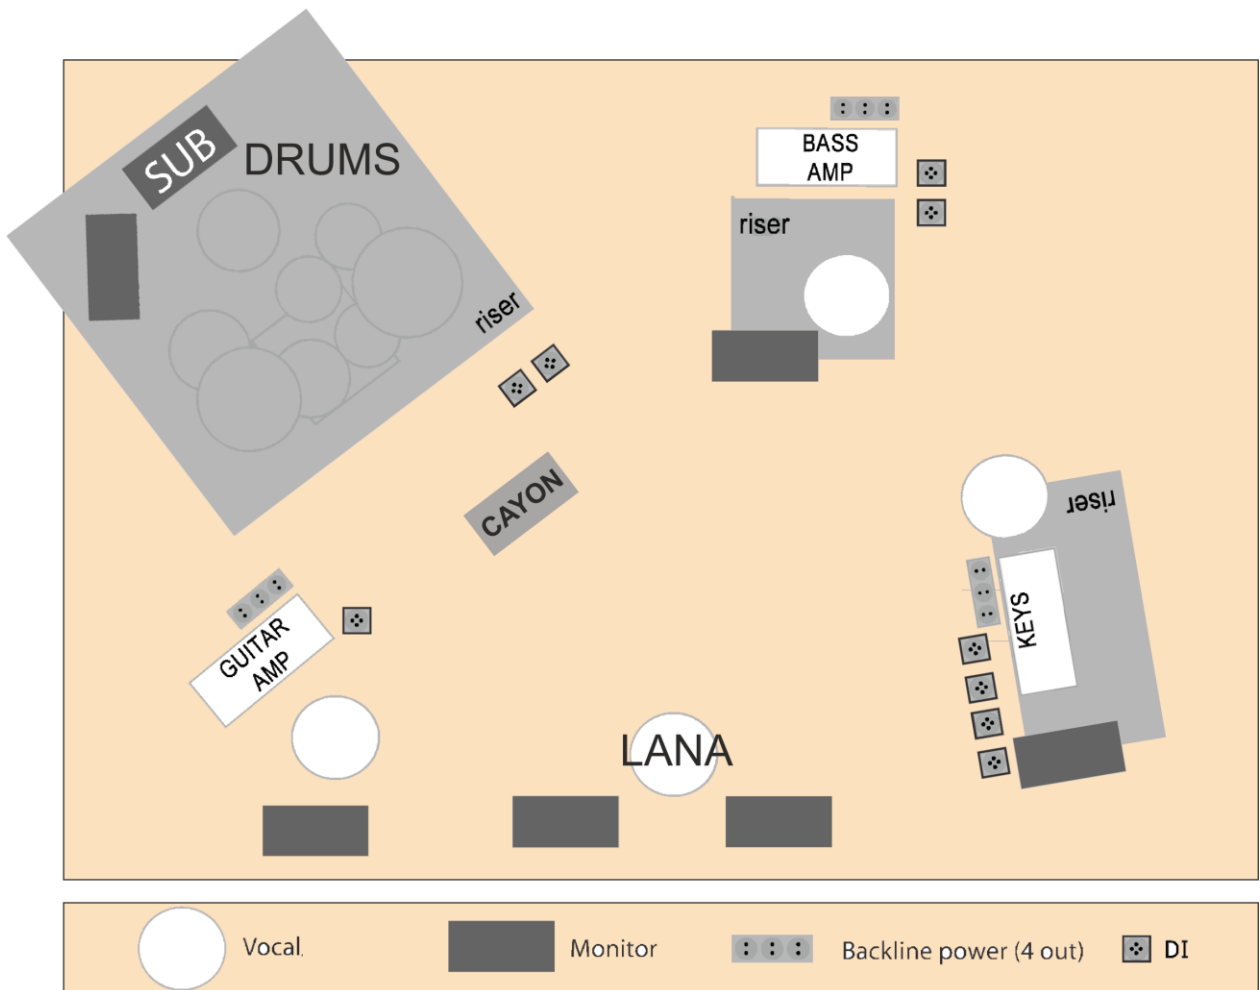 SUB
DRUMS
riser
BASS
AMP
riser
CAYON
riser
KEYS
GUITAR
AMP
LANA
Vocal.
Monitor
Backline power (4 out)
DI